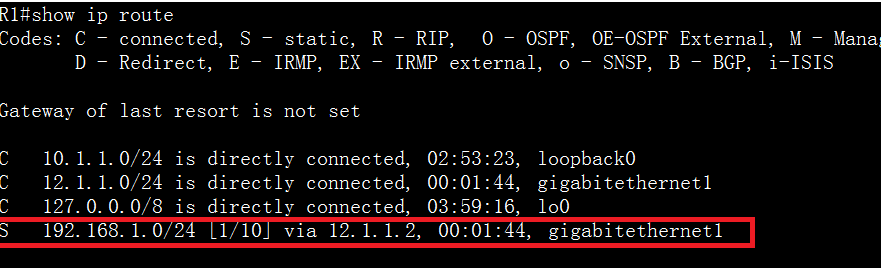 R1#show ip route
Codes: C - connected, S - static, R - RIP,  O - OSPF, OE-OSPF External, M - Manag
       D - Redirect, E - IRMP, EX - IRMP external, o - SNSP, B - BGP, i-ISIS
Gateway of last resort is not set
C   10.1.1.0/24 is directly connected, 02:53:23, loopback0
C   12.1.1.0/24 is directly connected, 00:01:44, gigabitethernet1
C   127.0.0.0/8 is directly connected, 03:59:16, lo0
S   192.168.1.0/24 [1/10] via 12.1.1.2, 00:01:44, gigabitethernet1